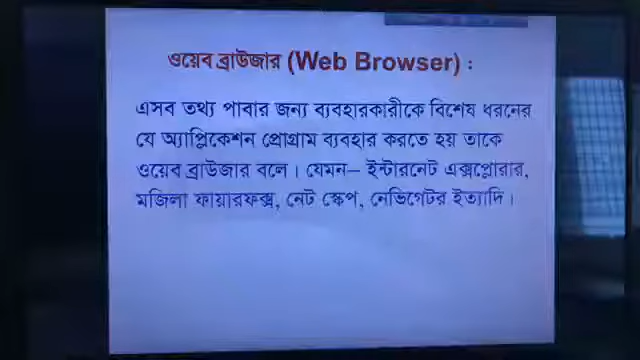 ওয়েব ব্রাউজার (Web Browser) :
এসব তথ্য পাবার জন্য ব্যবহারকারীকে বিশেষ ধরনের
যে অ্যাপ্লিকেশন প্রোগ্রাম ব্যবহার করতে হয় তাকে
ওয়েব ব্রাউজার বলে। যেমন– ইন্টারনেট এক্সপ্লোরার,
মজিলা ফায়ারফক্স, নেট স্কেপ, নেভিগেটর ইত্যাদি।